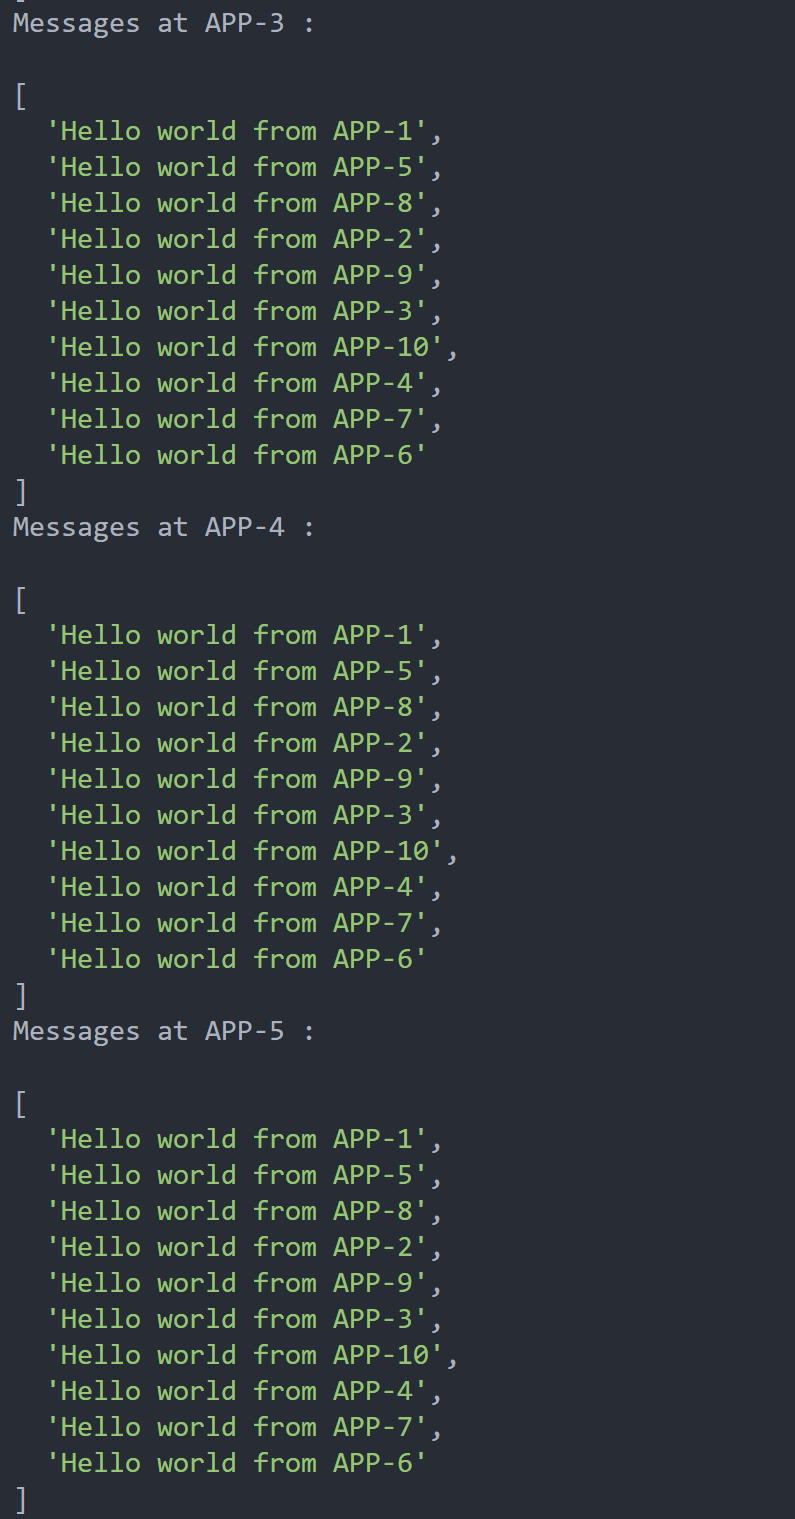 ]
Messages at APP-3 :
[
'Hello world from APP-1',
'Hello world from APP-5',
'Hello world from APP-8',
'Hello world from APP-2',
'Hello world from APP-9',
'Hello world from APP-3',
'Hello world from APP-10',
'Hello world from APP-4',
'Hello world from APP-7',
'Hello world from APP-6'
]
Messages at APP-4 :
[
'Hello world from APP-1',
'Hello world from APP-5',
'Hello world from APP-8',
'Hello world from APP-2',
'Hello world from APP-9',
'Hello world from APP-3',
'Hello world from APP-10',
'Hello world from APP-4',
'Hello world from APP-7',
'Hello world from APP-6'
]
Messages at APP-5 :
[
'Hello world from APP-1',
'Hello world from APP-5',
'Hello world from APP-8',
'Hello world from APP-2',
'Hello world from APP-9',
'Hello world from APP-3',
'Hello world from APP-10',
'Hello world from APP-4',
'Hello world from APP-7',
'Hello world from APP-6'
]